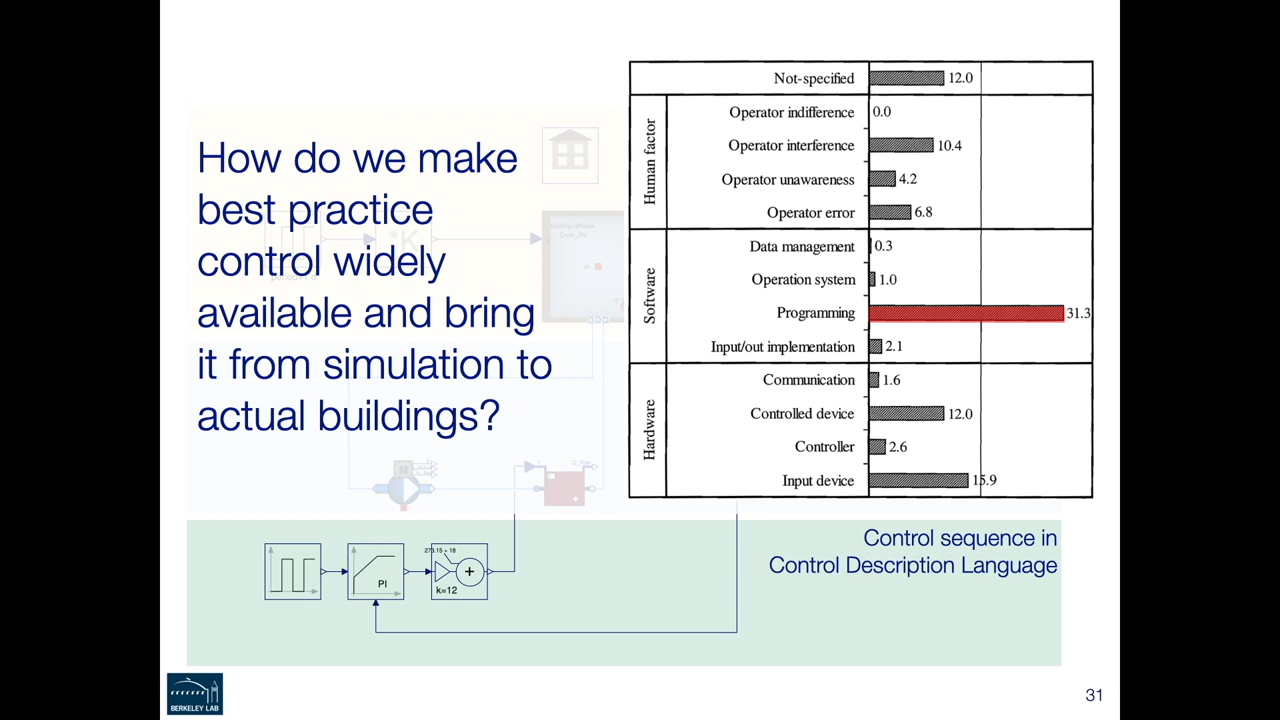 How do we make
best practice
control widely
available and bring
it from simulation to
actual buildings?
Not-specified 12.0
Human factor
Operator indifference 0.0
Operator interference 10.4
Operator unawareness 4.2
Operator error 6.8
Software
Data management 0.3
Operation system 1.0
Programming 31.3
Input/out implementation 2.1
Hardware
Communication 1.6
Controlled device 12.0
Controller 2.6
Input device 15.9
*K
M
Control sequence in
Control Description Language
273.15 + 18
PI
+
k=12
BERKELEY LAB
31